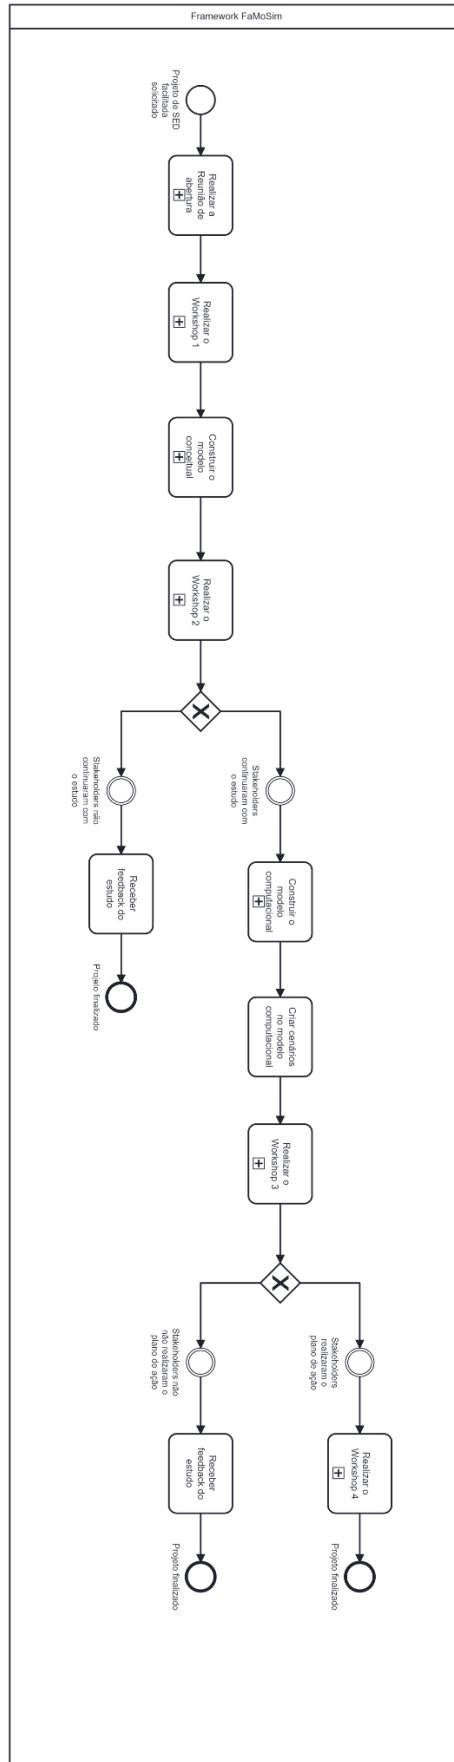 Framework FaMoSim
Projeto de SED
facilitada
solicitado
Realizar a
Reunião de
abertura
Realizar o
Workshop 1
Construir o
modelo
conceitual
Realizar o
Workshop 2
X
Stakeholders
continuaram com
o estudo
Stakeholders não
continuaram com
o estudo
Construir o
modelo
computacional
Receber
feedback do
estudo
Projeto finalizado
Criar cenários
no modelo
computacional
Realizar o
Workshop 3
X
Stakeholders
realizaram o
plano de ação
Stakeholders não
não realizaram o
plano de ação
Realizar o
Workshop 4
Receber
feedback do
estudo
Projeto finalizado
Projeto finalizado